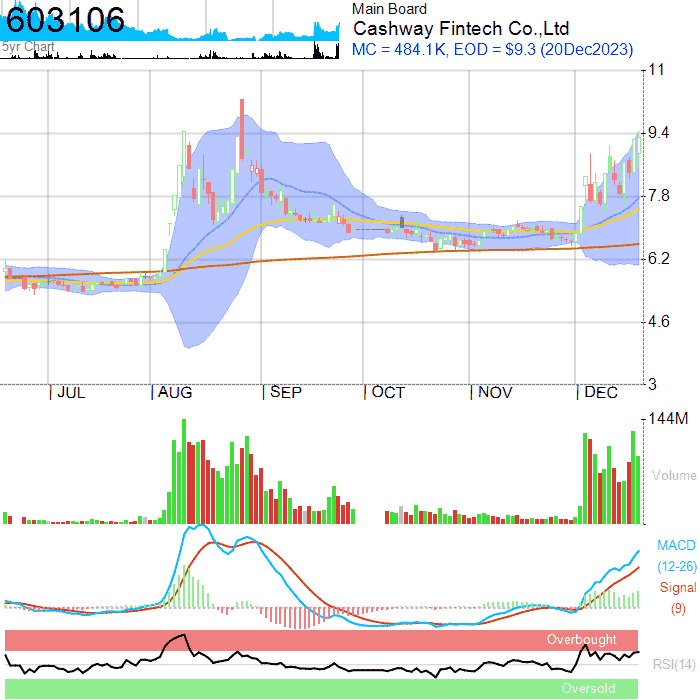 603106
5yr Chart
Main Board
Cashway Fintech Co.,Ltd
MC = 484.1K, EOD = $9.3 (20Dec2023)
11
9.4
7.8
6.2
4.6
3
JUL AUG SEP OCT NOV DEC
144M
Volume
MACD
(12-26)
Signal
(9)
Overbought
RSI(14)
Oversold